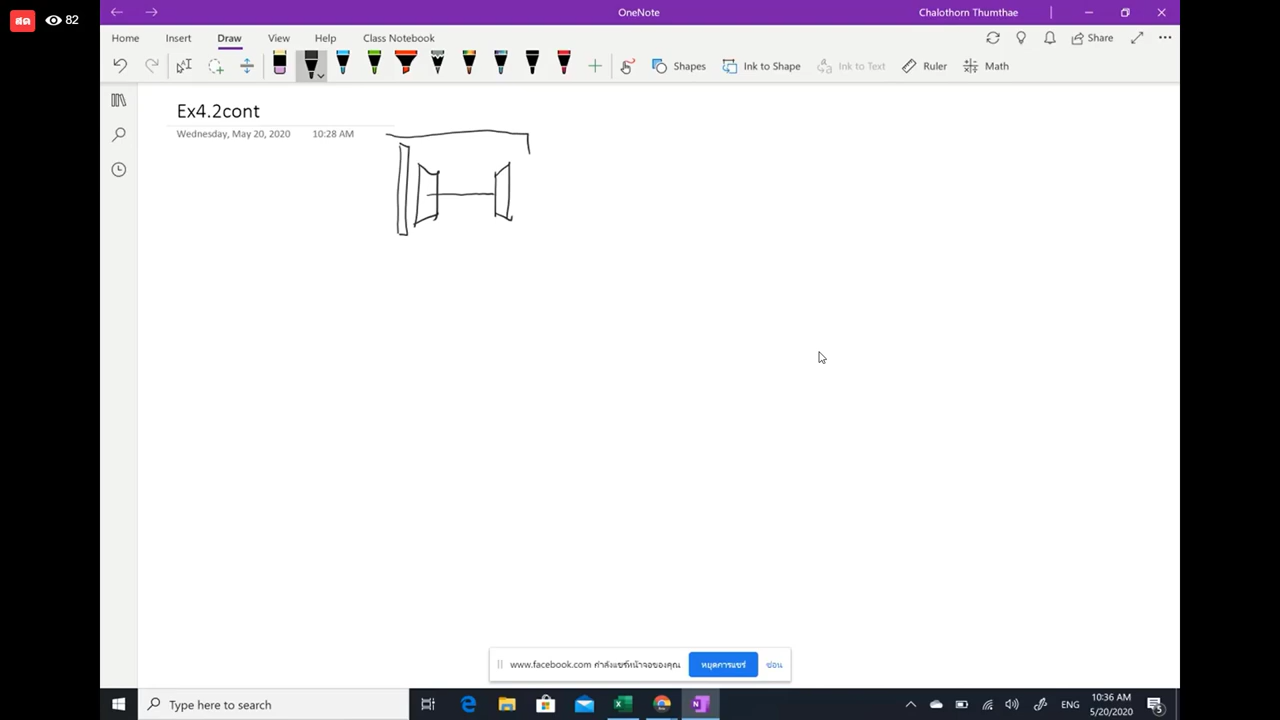 สด 82
OneNote
Chalothorn Thumthae
Home Insert Draw View Help Class Notebook
Share
Shapes Ink to Shape Ink to Text Ruler Math
Ex4.2cont
Wednesday, May 20, 2020 10:28 AM
www.facebook.com กำลังแชร์หน้าจอของคุณ หยุดการแชร์ ซ่อน
Type here to search
ENG
10:36 AM
5/20/2020
5